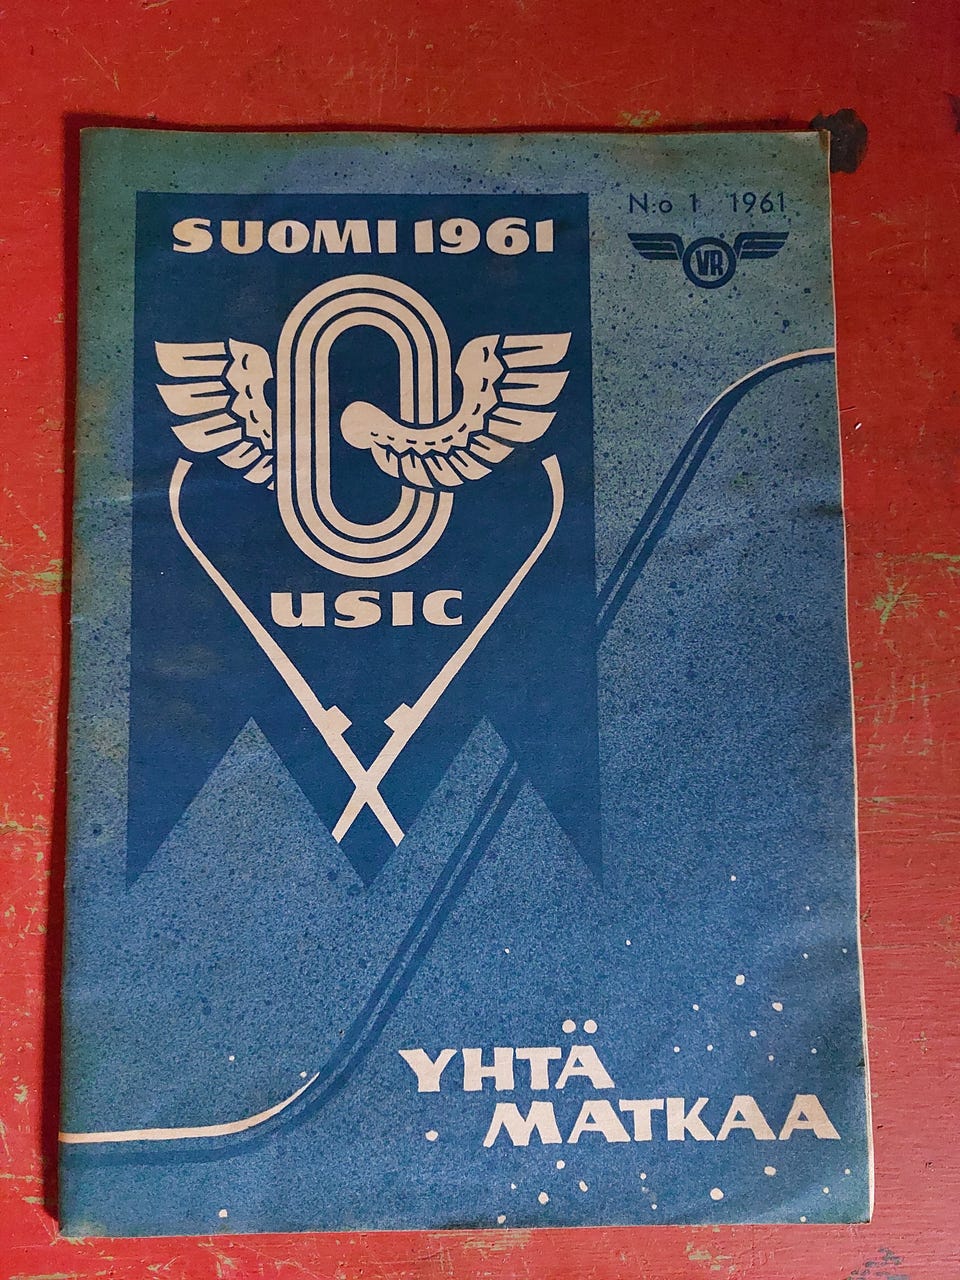 N:o 1 1961
VR
SUOMI 1961
USIC
YHTÄ
MATKAA